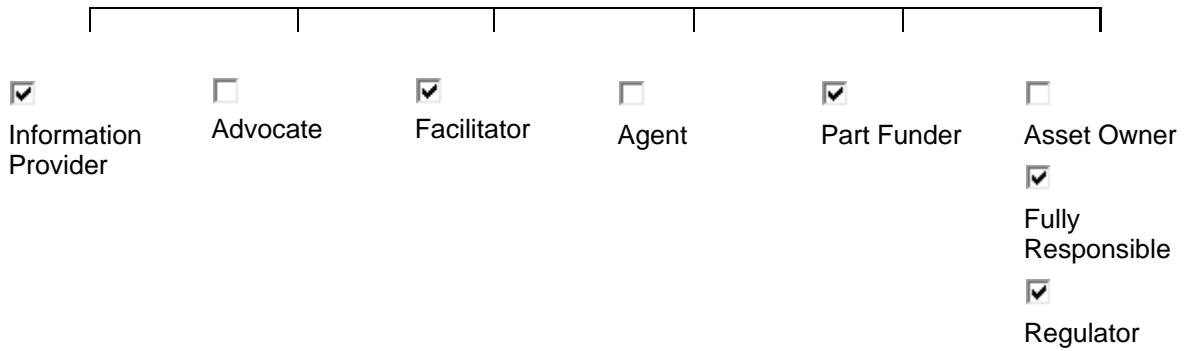 Information
Provider
Advocate
Facilitator
Agent
Part Funder
Asset Owner
Fully
Responsible
Regulator